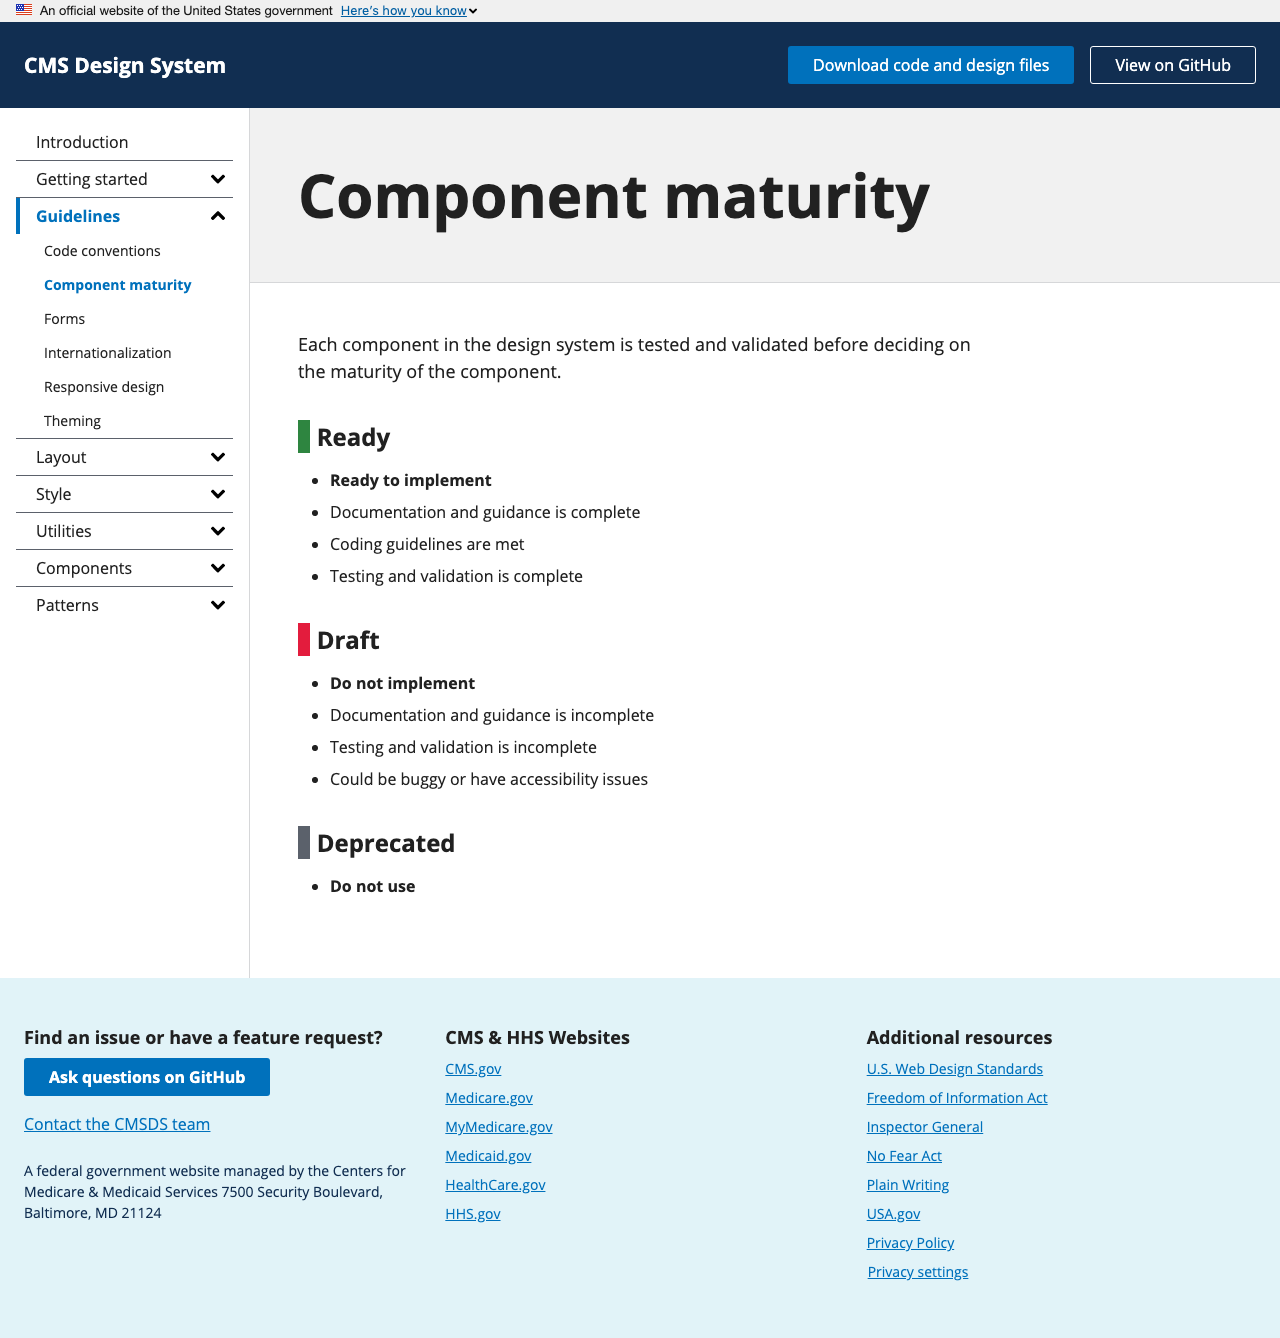 An official website of the United States government Here's how you know
CMS Design System
Download code and design files
View on GitHub
Introduction
Getting started
Guidelines
Code conventions
Component maturity
Forms
Internationalization
Responsive design
Theming
Layout
Style
Utilities
Components
Patterns
Component maturity
Each component in the design system is tested and validated before deciding on
the maturity of the component.
Ready
Ready to implement
Documentation and guidance is complete
Coding guidelines are met
Testing and validation is complete
Draft
Do not implement
Documentation and guidance is incomplete
Testing and validation is incomplete
Could be buggy or have accessibility issues
Deprecated
Do not use
Find an issue or have a feature request?
Ask questions on GitHub
Contact the CMSDS team
A federal government website managed by the Centers for
Medicare & Medicaid Services 7500 Security Boulevard,
Baltimore, MD 21124
CMS & HHS Websites
CMS.gov
Medicare.gov
MyMedicare.gov
Medicaid.gov
HealthCare.gov
HHS.gov
Additional resources
U.S. Web Design Standards
Freedom of Information Act
Inspector General
No Fear Act
Plain Writing
USA.gov
Privacy Policy
Privacy settings